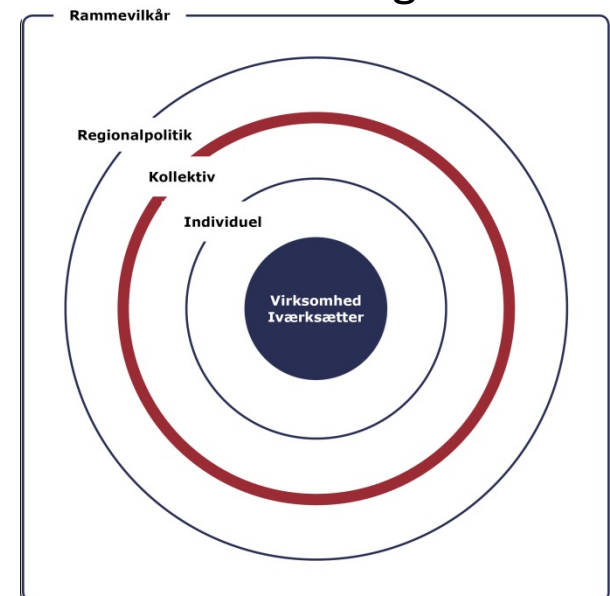 Rammevilkår
Regionalpolitik
Kollektiv
Individuel
Virksomhed
Iværksætter